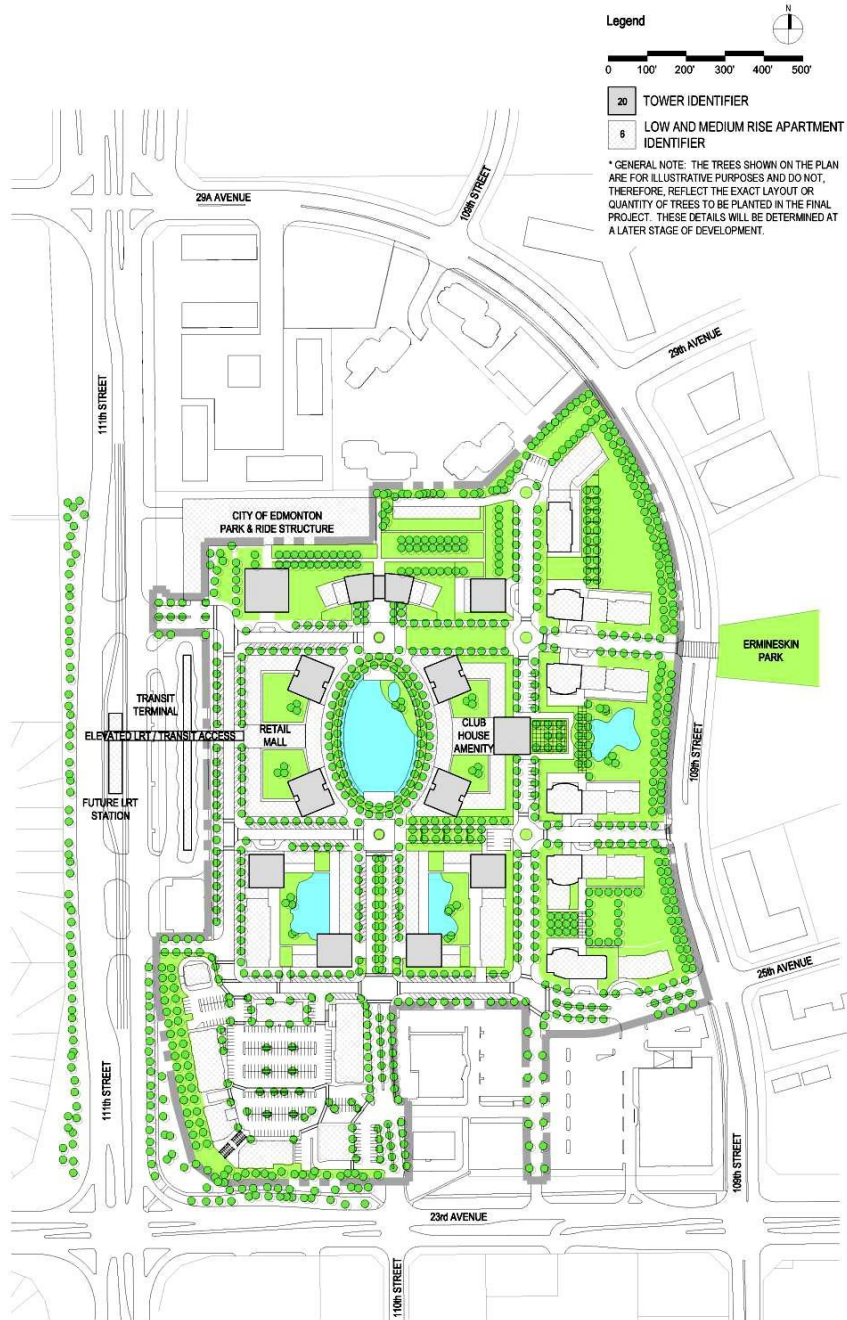 Legend
N
0 100' 200' 300' 400' 500'
20 TOWER IDENTIFIER
6 LOW AND MEDIUM RISE APARTMENT
IDENTIFIER
* GENERAL NOTE: THE TREES SHOWN ON THE PLAN
ARE FOR ILLUSTRATIVE PURPOSES AND DO NOT,
THEREFORE, REFLECT THE EXACT LAYOUT OR
QUANTITY OF TREES TO BE PLANTED IN THE FINAL
PROJECT. THESE DETAILS WILL BE DETERMINED AT
A LATER STAGE OF DEVELOPMENT.
29A AVENUE
109th STREET
29th AVENUE
111th STREET
CITY OF EDMONTON
PARK & RIDE STRUCTURE
ERMINESKIN
PARK
TRANSIT
TERMINAL
ELEVATED LRT / TRANSIT ACCESS
RETAIL
MALL
CLUB
HOUSE
AMENITY
109th STREET
FUTURE LRT
STATION
25th AVENUE
111th STREET
109th STREET
23rd AVENUE
110th STREET